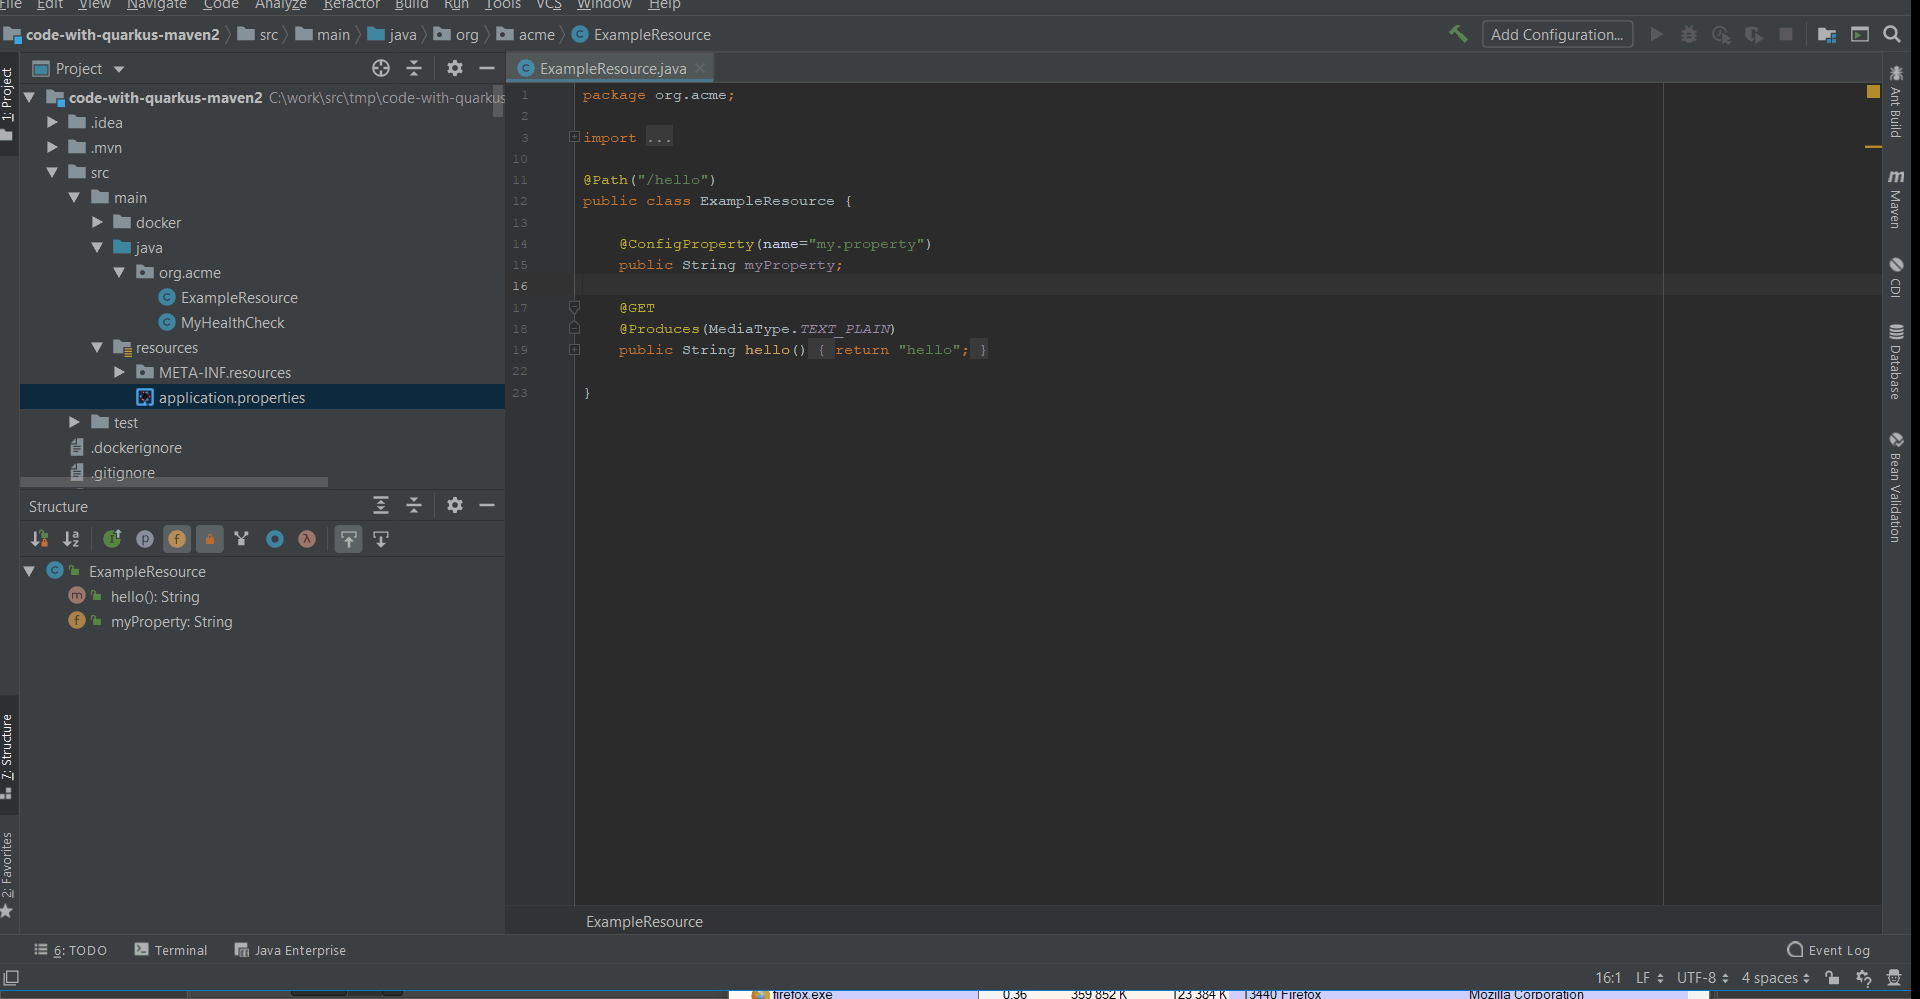 File Edit View Navigate Code Analyze Refactor Build Run Tools VCS Window Help
code-with-quarkus-maven2 src main java org acme ExampleResource Add Configuration...
1: Project
Project
ExampleResource.java
code-with-quarkus-maven2 C:\work\src\tmp\code-with-quarkus
.idea
.mvn
src
main
docker
java
org.acme
ExampleResource
MyHealthCheck
resources
META-INF.resources
application.properties
test
.dockerignore
.gitignore
1 package org.acme;
2
3 import ...
10
11 @Path("/hello")
12 public class ExampleResource {
13
14 @ConfigProperty(name="my.property")
15 public String myProperty;
16
17 @GET
18 @Produces(MediaType.TEXT_PLAIN)
19 public String hello() { return "hello"; }
22
23 }
Ant Build
Maven
CDI
Database
Bean Validation
Structure
ExampleResource
hello(): String
myProperty: String
7: Structure
2: Favorites
ExampleResource
6: TODO Terminal Java Enterprise Event Log
16:1 LF UTF-8 4 spaces
firefox.exe 0.36 359 852 K 123 384 K 13440 Firefox Mozilla Corporation